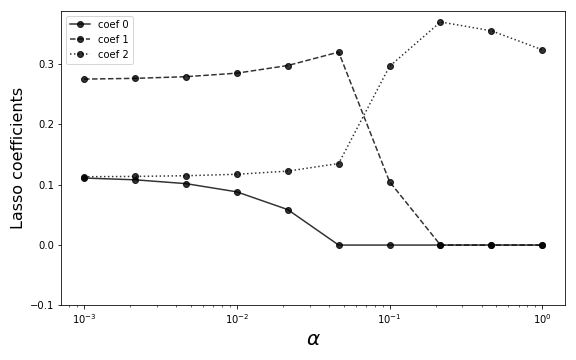 coef 0
coef 1
coef 2
0.3
0.2
0.1
0.0
−0.1
Lasso coefficients
10⁻³ 10⁻² 10⁻¹ 10⁰
α